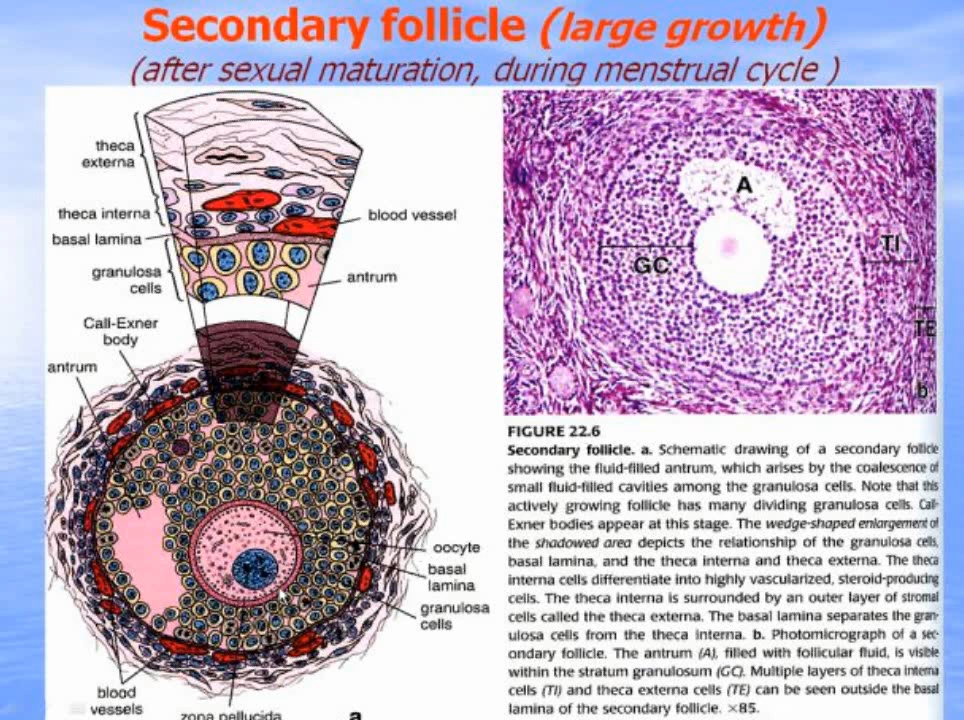 Secondary follicle (large growth)
(after sexual maturation, during menstrual cycle )
theca
externa
theca interna
basal lamina
granulosa
cells
blood vessel
antrum
Call-Exner
body
antrum
oocyte
basal
lamina
granulosa
cells
blood
vessels
zona pellucida
a
A
GC
TI
TE
b
FIGURE 22.6
Secondary follicle. a. Schematic drawing of a secondary follicle
showing the fluid-filled antrum, which arises by the coalescence of
small fluid-filled cavities among the granulosa cells. Note that this
actively growing follicle has many dividing granulosa cells. Call-
Exner bodies appear at this stage. The wedge-shaped enlargement of
the shadowed area depicts the relationship of the granulosa cells,
basal lamina, and the theca interna and theca externa. The theca
interna cells differentiate into highly vascularized, steroid-producing
cells. The theca interna is surrounded by an outer layer of stromal
cells called the theca externa. The basal lamina separates the gran-
ulosa cells from the theca interna. b. Photomicrograph of a sec-
ondary follicle. The antrum (A), filled with follicular fluid, is visible
within the stratum granulosum (GC). Multiple layers of theca interna
cells (TI) and theca externa cells (TE) can be seen outside the basal
lamina of the secondary follicle. ×85.